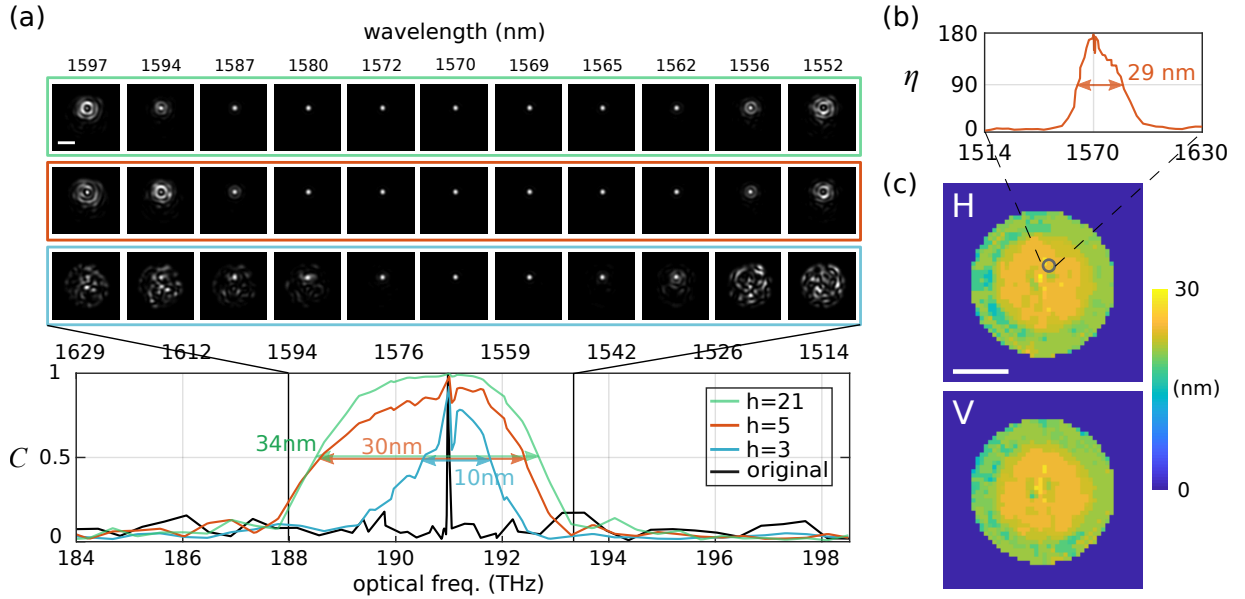 (a)
wavelength (nm)
1597 1594 1587 1580 1572 1570 1569 1565 1562 1556 1552
1629 1612 1594 1576 1559 1542 1526 1514
1
0.5
0
C
34nm
30nm
10nm
h=21
h=5
h=3
original
184 186 188 190 192 194 196 198
optical freq. (THz)
(b)
180
90
0
η
29 nm
1514 1570 1630
(c)
H
V
30
(nm)
0